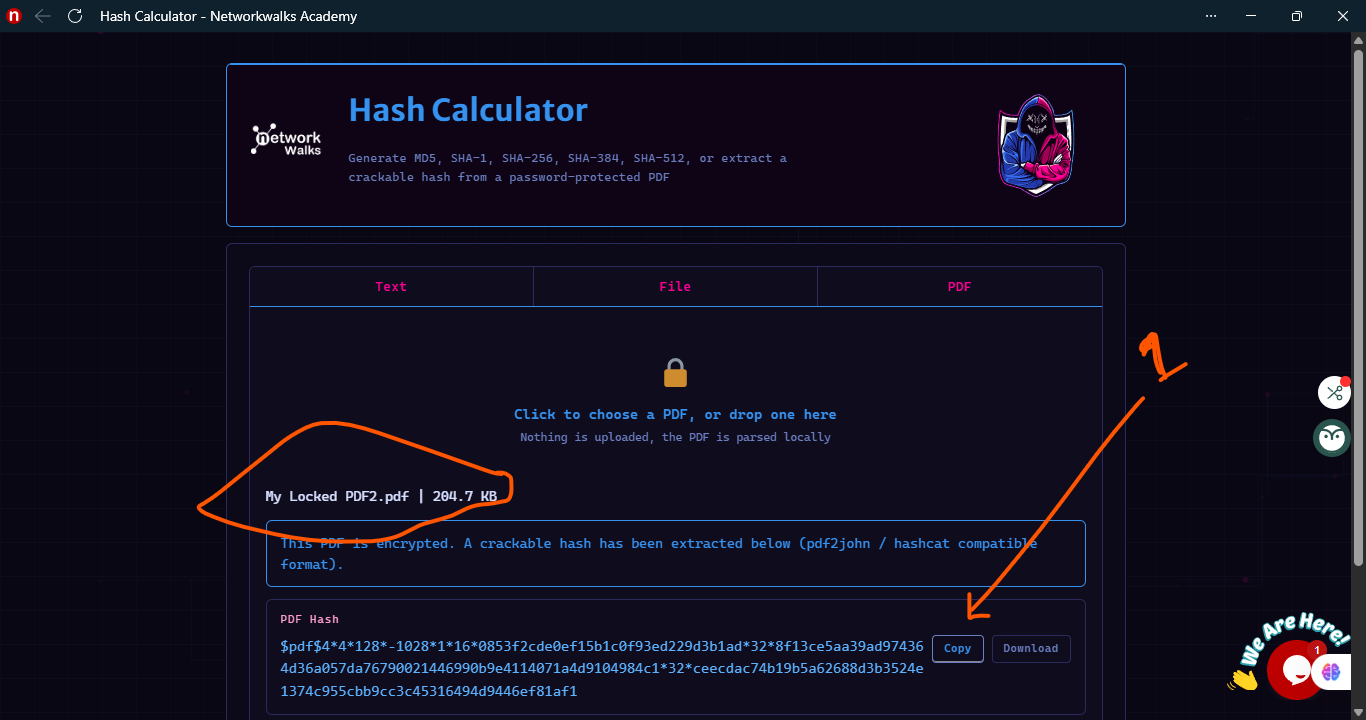 Hash Calculator - Networkwalks Academy
network
Walks
Hash Calculator
Generate MD5, SHA-1, SHA-256, SHA-384, SHA-512, or extract a
crackable hash from a password-protected PDF
Text File PDF
1
Click to choose a PDF, or drop one here
Nothing is uploaded, the PDF is parsed locally
My Locked PDF2.pdf | 204.7 KB
This PDF is encrypted. A crackable hash has been extracted below (pdf2john / hashcat compatible
format).
PDF Hash
$pdf$4*4*128*-1028*1*16*0853f2cde0ef15b1c0f93ed229d3b1ad*32*8f13ce5aa39ad97436
4d36a057da76790021446990b9e4114071a4d9104984c1*32*ceecdac74b19b5a62688d3b3524e
1374c955cbb9cc3c45316494d9446ef81af1
Copy Download
We Are Here!
1